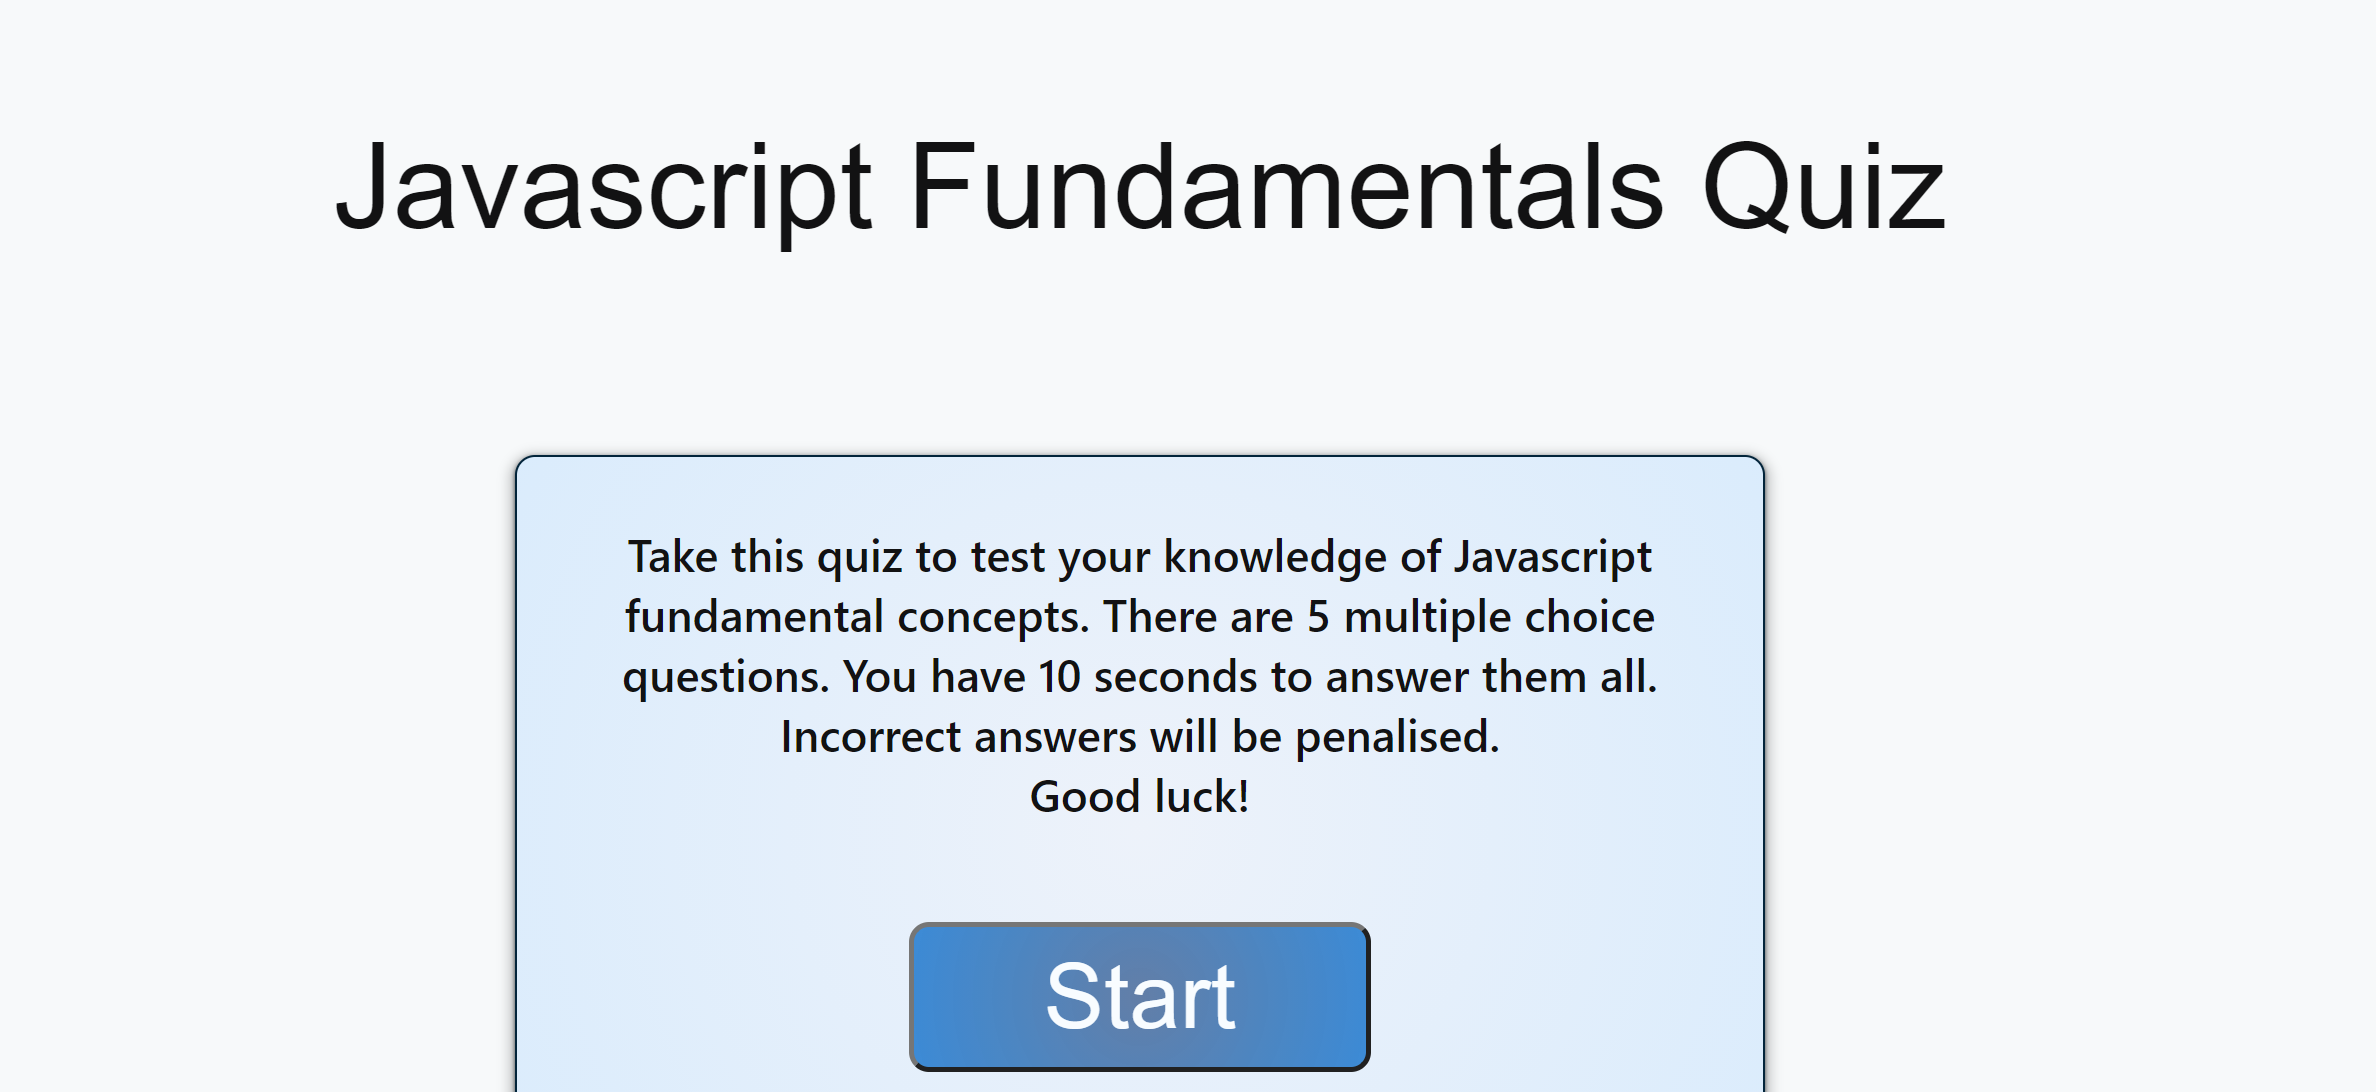 Javascript Fundamentals Quiz
Take this quiz to test your knowledge of Javascript
fundamental concepts. There are 5 multiple choice
questions. You have 10 seconds to answer them all.
Incorrect answers will be penalised.
Good luck!
Start